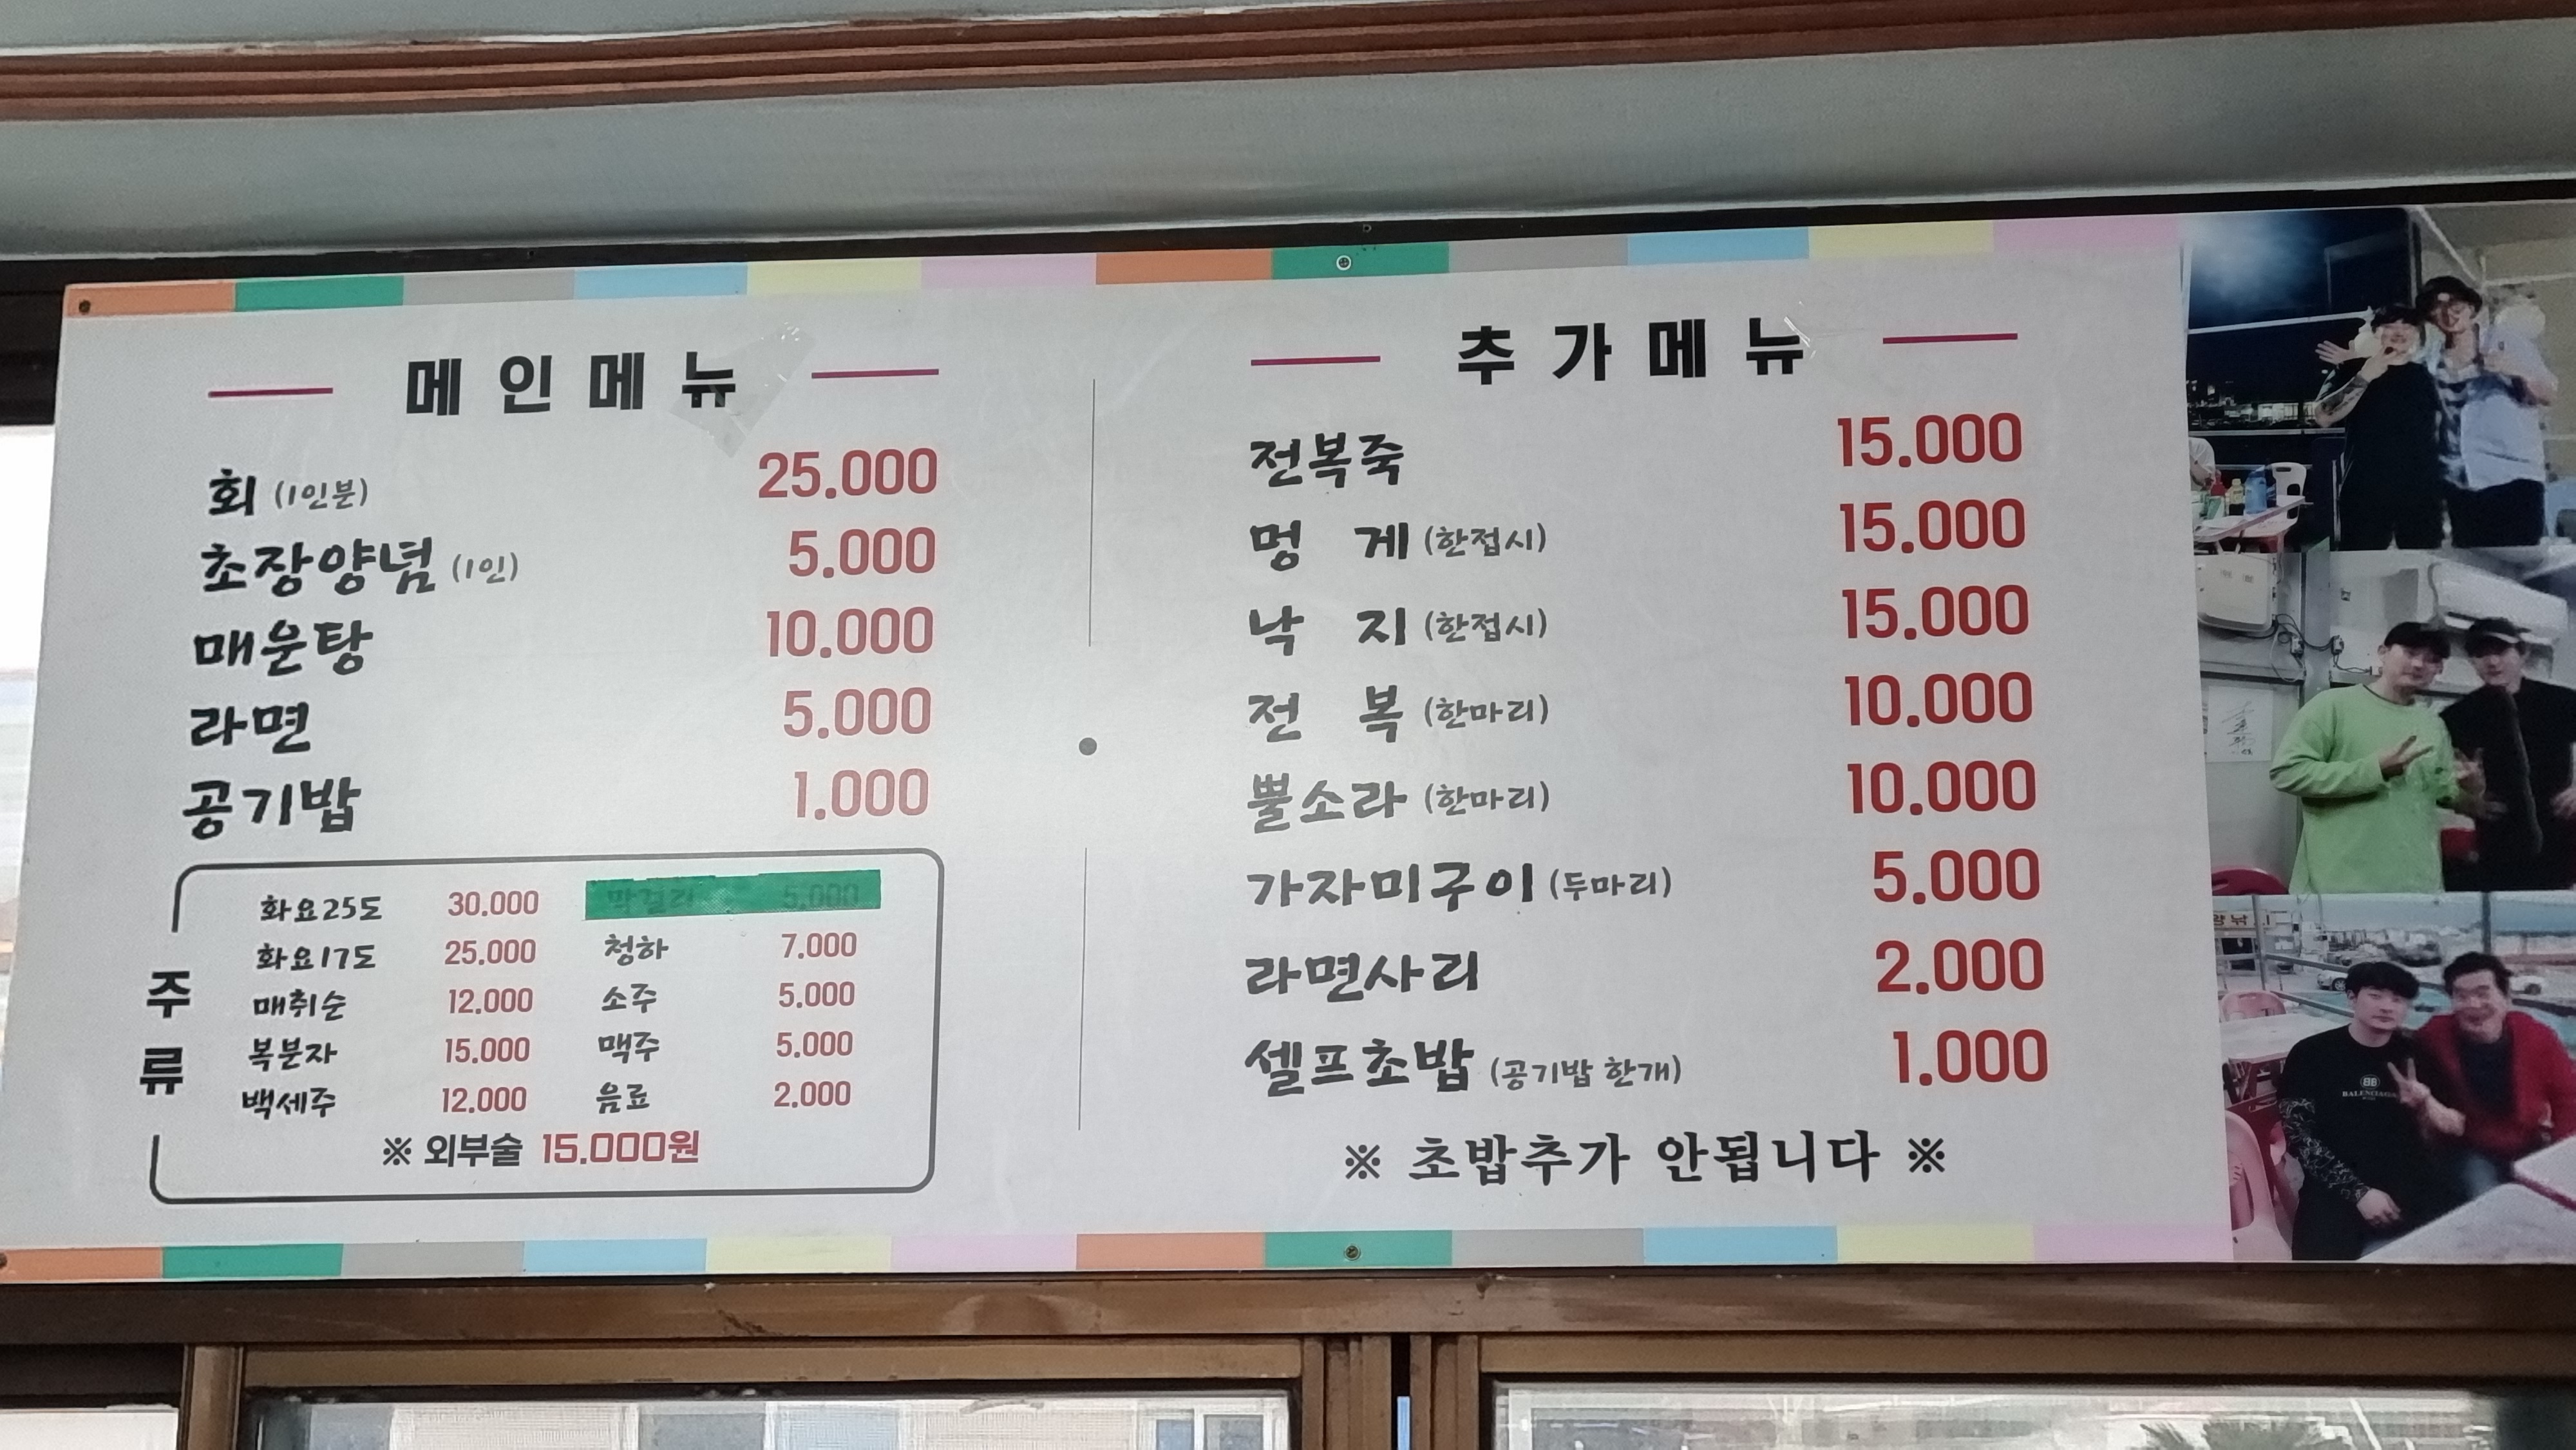 메인메뉴
회 (1인분) 25.000
초장양념 (1인) 5.000
매운탕 10.000
라면 5.000
공기밥 1.000
주류
화요25도 30.000
화요17도 25.000
매취순 12.000
복분자 15.000
백세주 12.000
막걸리 5.000
청하 7.000
소주 5.000
맥주 5.000
음료 2.000
※ 외부술 15.000원
추가메뉴
전복죽 15.000
멍 게 (한접시) 15.000
낙 지 (한접시) 15.000
전 복 (한마리) 10.000
뿔소라 (한마리) 10.000
가자미구이 (두마리) 5.000
라면사리 2.000
셀프초밥 (공기밥 한개) 1.000
※ 초밥추가 안됩니다 ※
BALENCIAGA